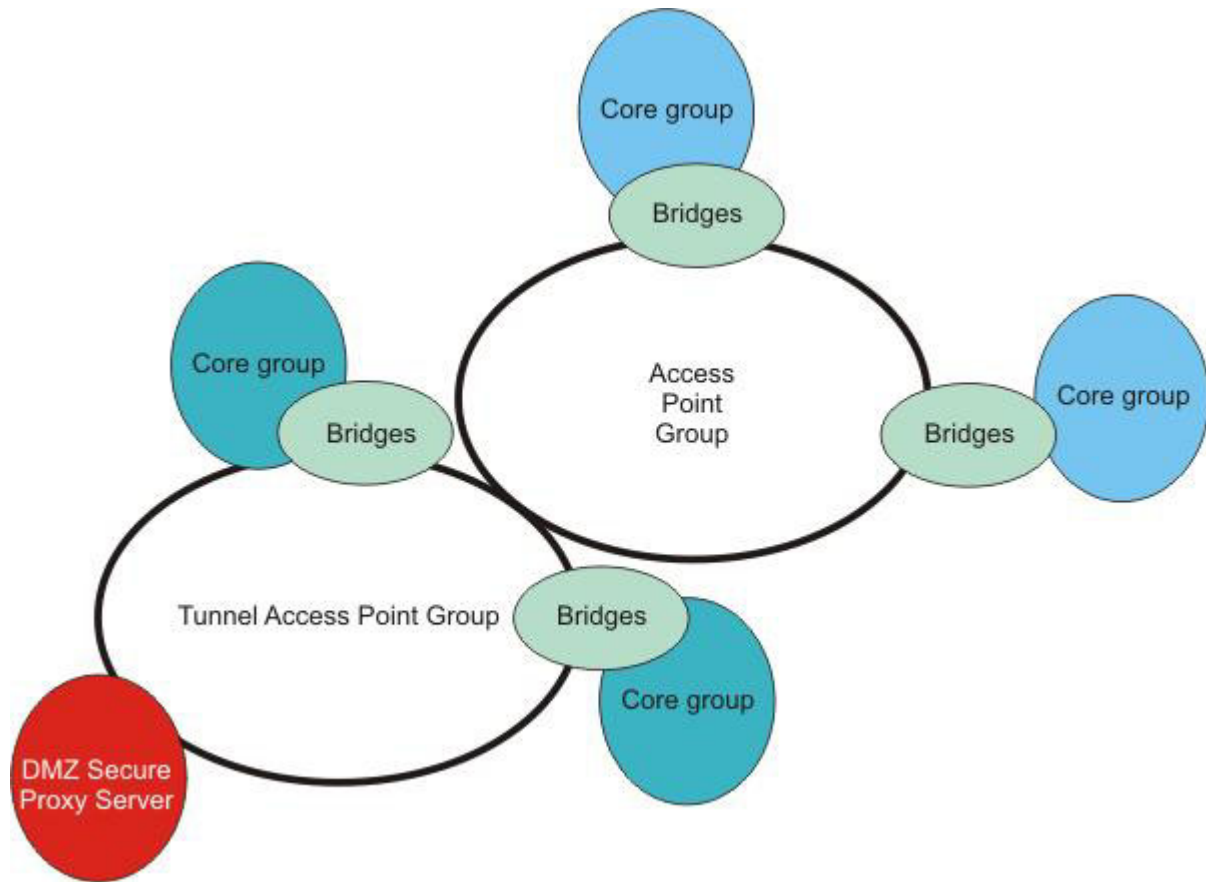 Core group
Bridges
Core group
Bridges
Access
Point
Group
Bridges
Core group
Tunnel Access Point Group
Bridges
Core group
DMZ Secure
Proxy Server